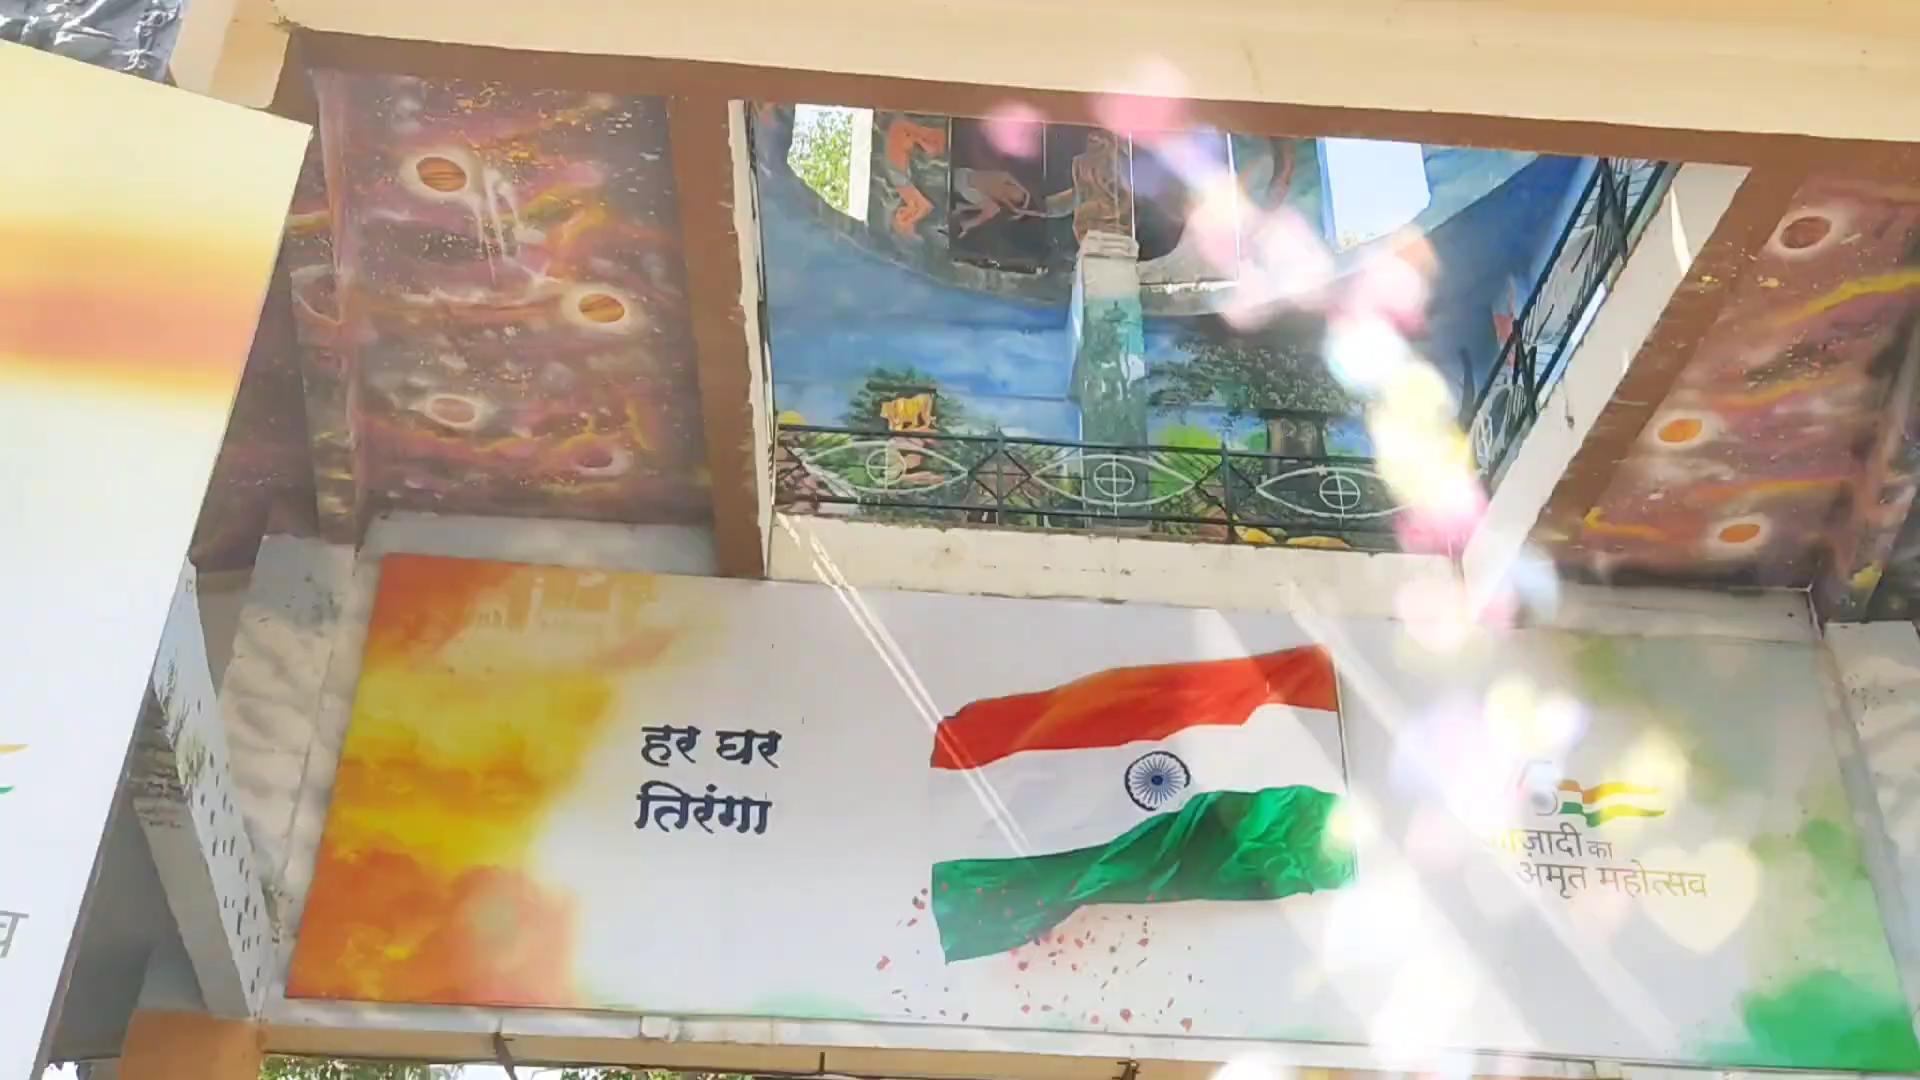 हर घर
तिरंगा
का
अमृत महोत्सव